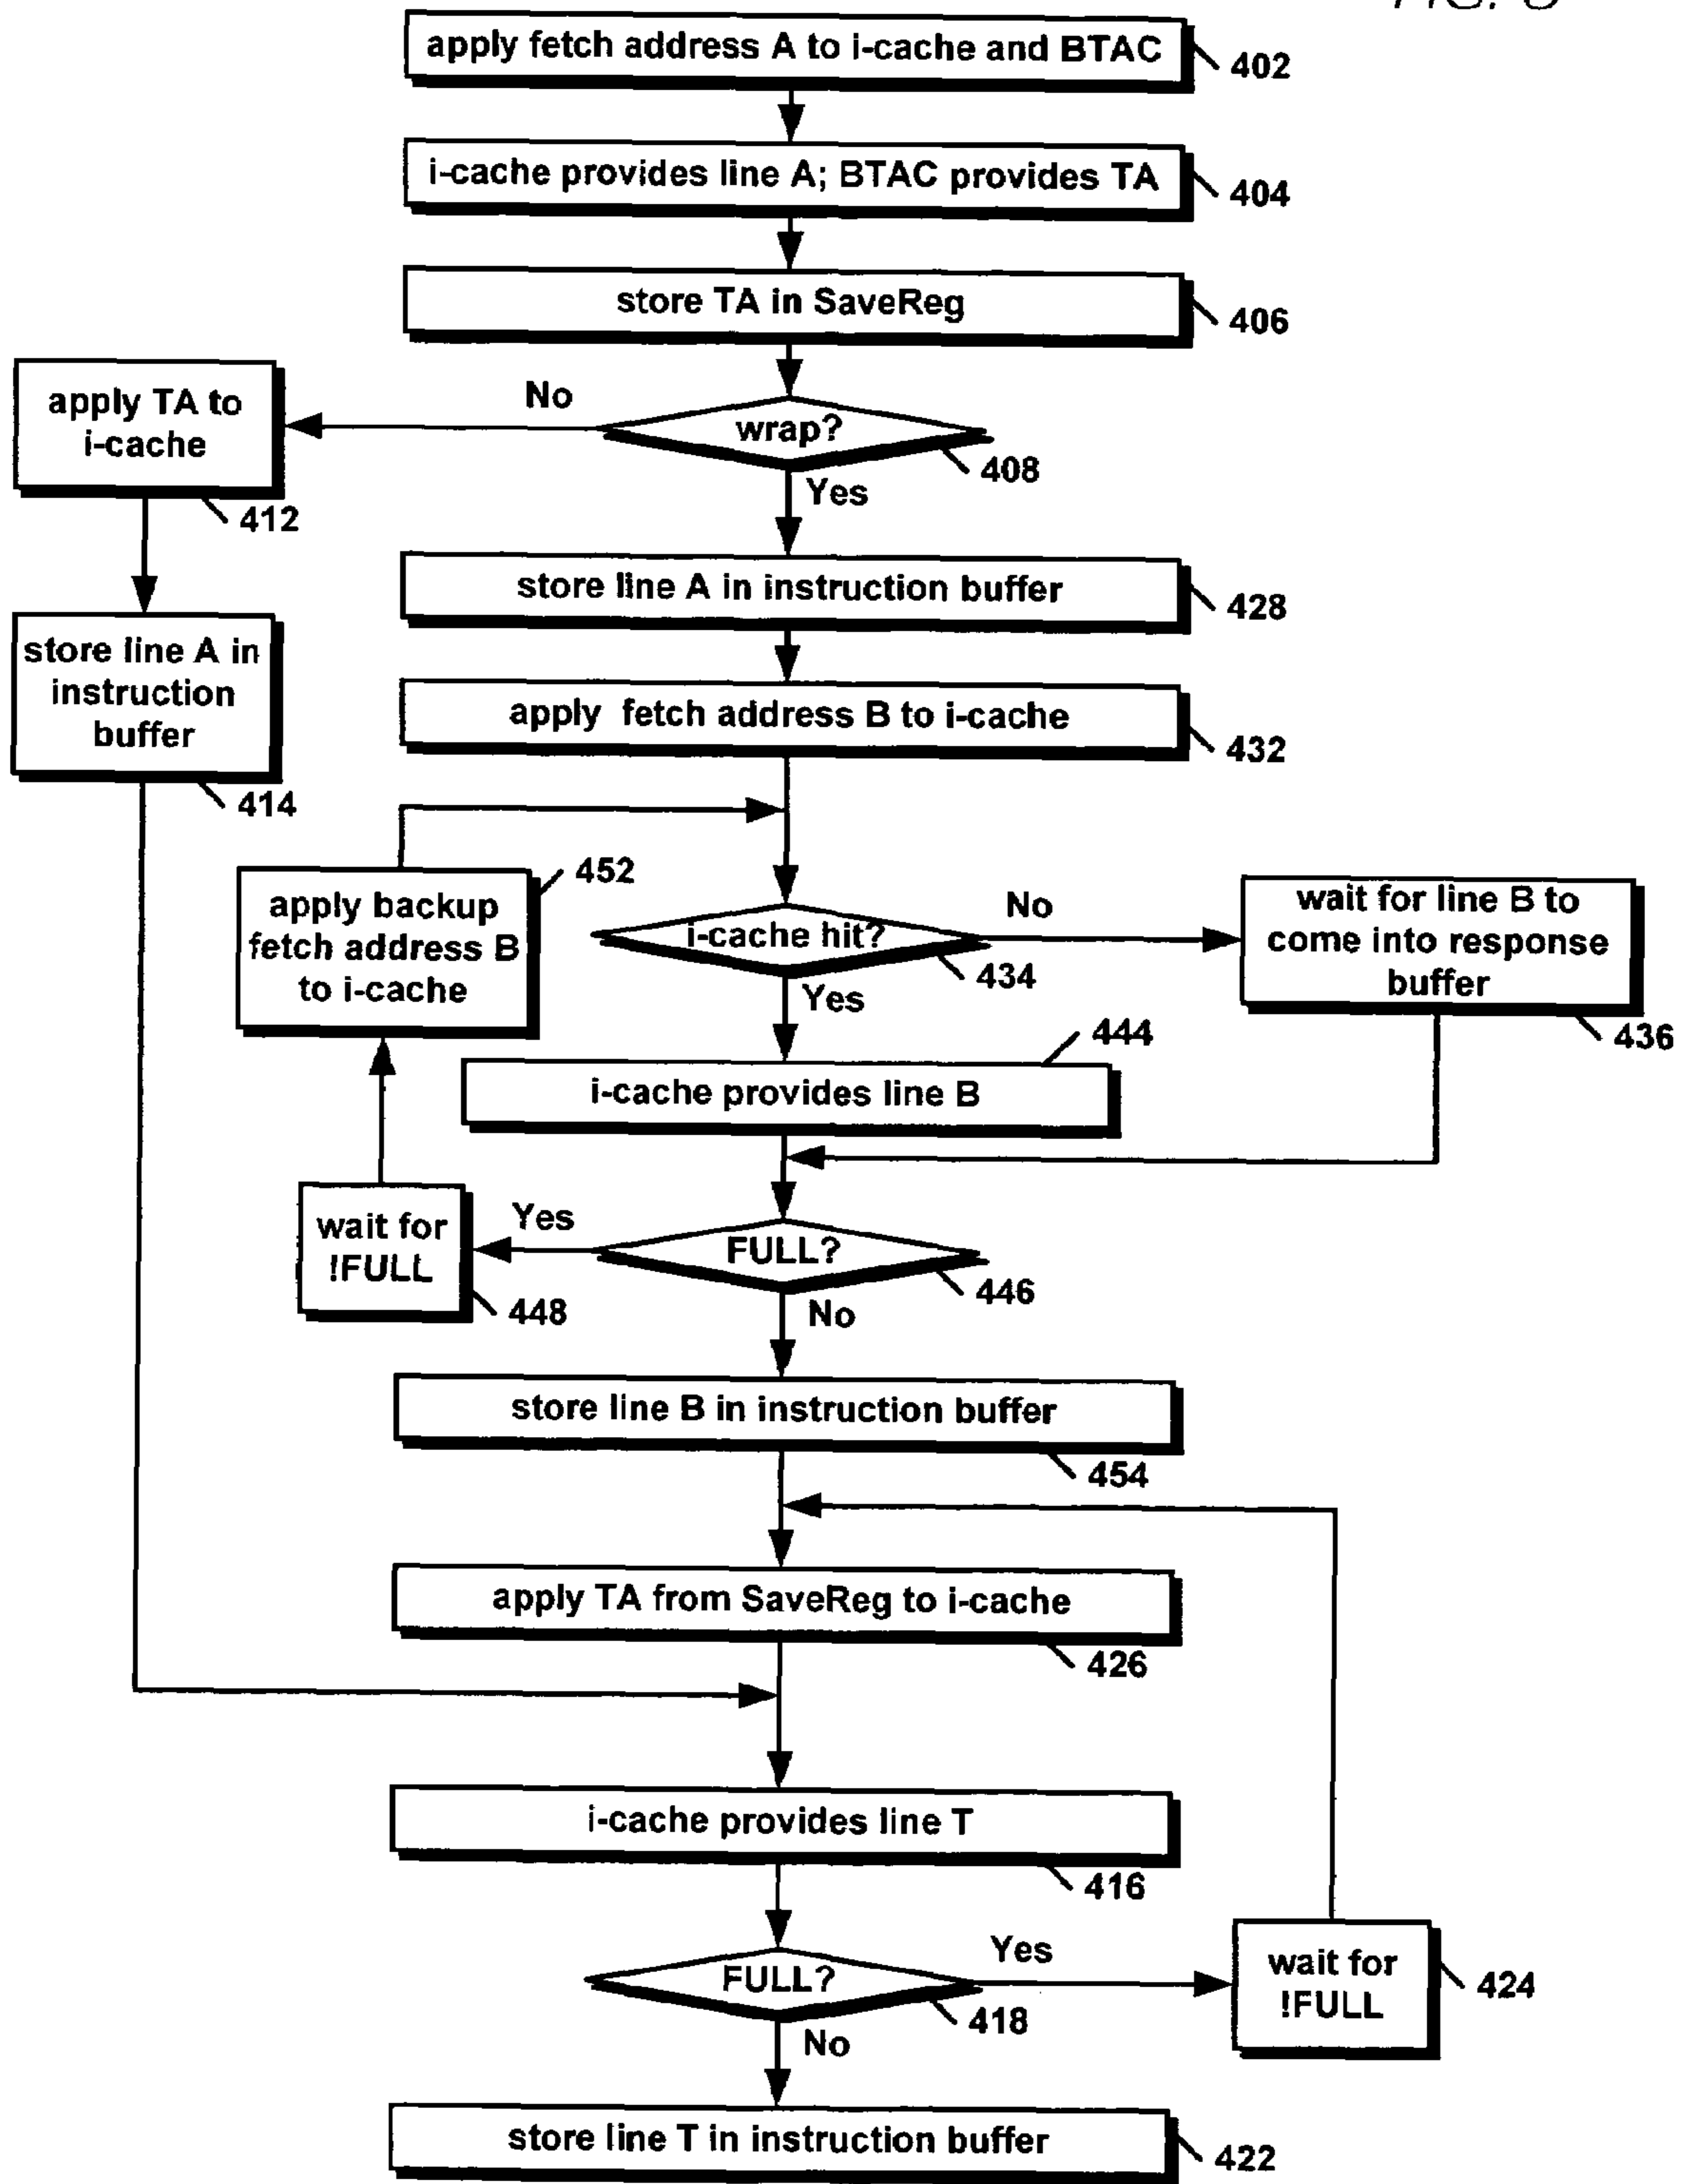 apply fetch address A to i-cache and BTAC
402
i-cache provides line A; BTAC provides TA
404
store TA in SaveReg
406
apply TA to
i-cache
412
No
wrap?
408
Yes
store line A in instruction buffer
428
store line A in
instruction
buffer
414
apply fetch address B to i-cache
432
452
apply backup
fetch address B
to i-cache
i-cache hit?
434
No
Yes
wait for line B to
come into response
buffer
436
444
i-cache provides line B
wait for
!FULL
448
Yes
FULL?
446
No
store line B in instruction buffer
454
apply TA from SaveReg to i-cache
426
i-cache provides line T
416
FULL?
418
Yes
No
wait for
!FULL
424
store line T in instruction buffer
422